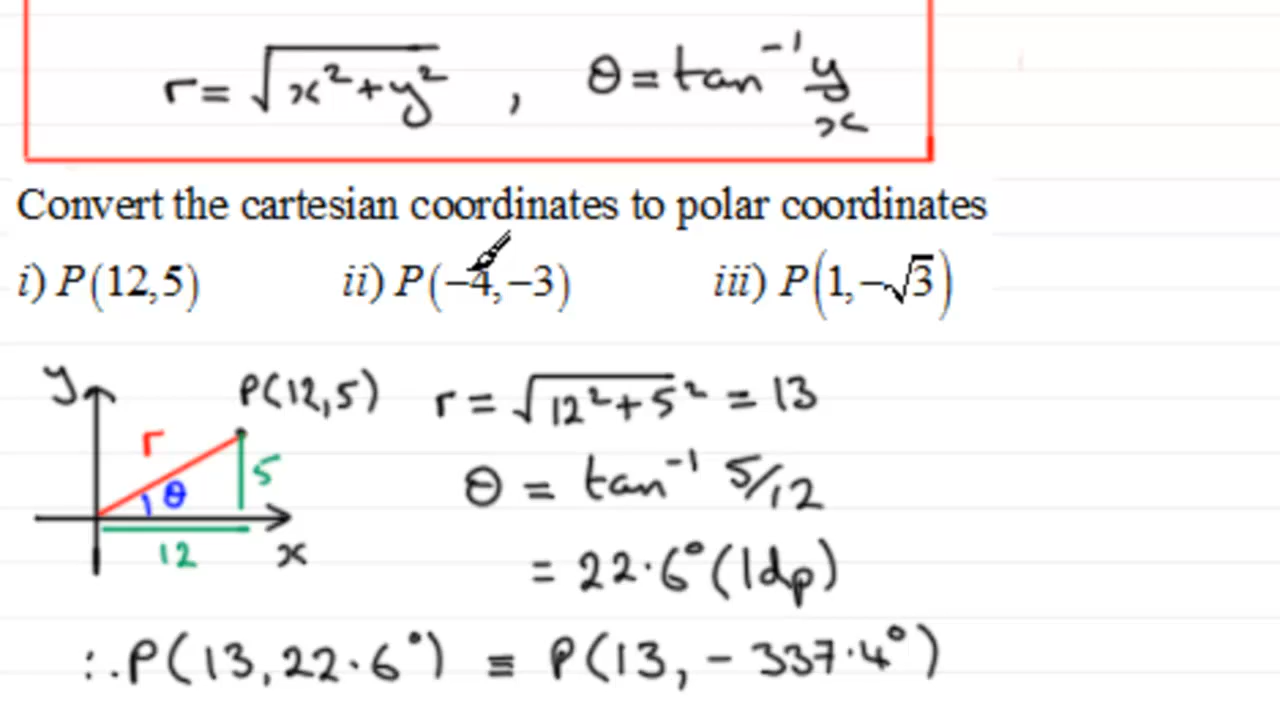 r = √x²+y² , θ = tan⁻¹ y/x
Convert the cartesian coordinates to polar coordinates
i) P(12,5) ii) P(−4,−3) iii) P(1,−√3)
y P(12,5) r = √12²+5² = 13
r θ 5 θ = tan⁻¹ 5/12
12 x = 22.6° (1dp)
∴ P(13, 22.6°) ≡ P(13, −337.4°)